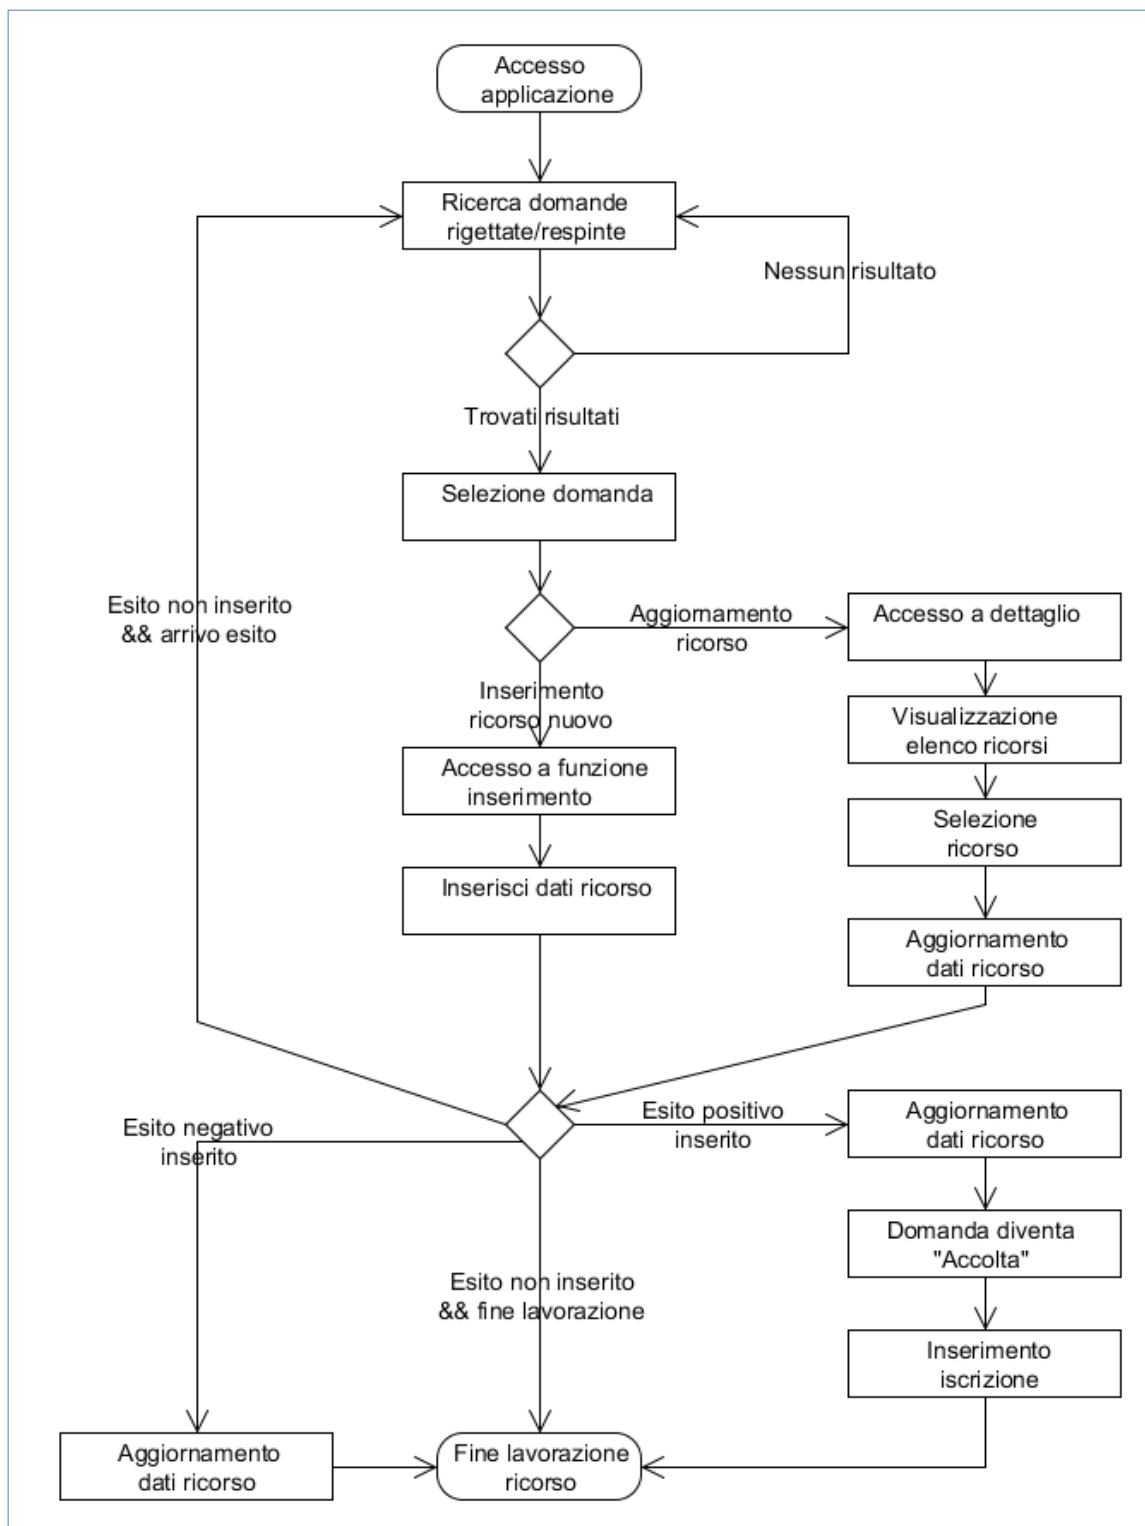 Accesso
applicazione
Ricerca domande
rigettate/respinte
Nessun risultato
Trovati risultati
Selezione domanda
Esito non inserito
&& arrivo esito
Aggiornamento
ricorso
Accesso a dettaglio
Inserimento
ricorso nuovo
Visualizzazione
elenco ricorsi
Accesso a funzione
inserimento
Selezione
ricorso
Inserisci dati ricorso
Aggiornamento
dati ricorso
Esito negativo
inserito
Esito positivo
inserito
Aggiornamento
dati ricorso
Domanda diventa
"Accolta"
Esito non inserito
&& fine lavorazione
Inserimento
iscrizione
Aggiornamento
dati ricorso
Fine lavorazione
ricorso